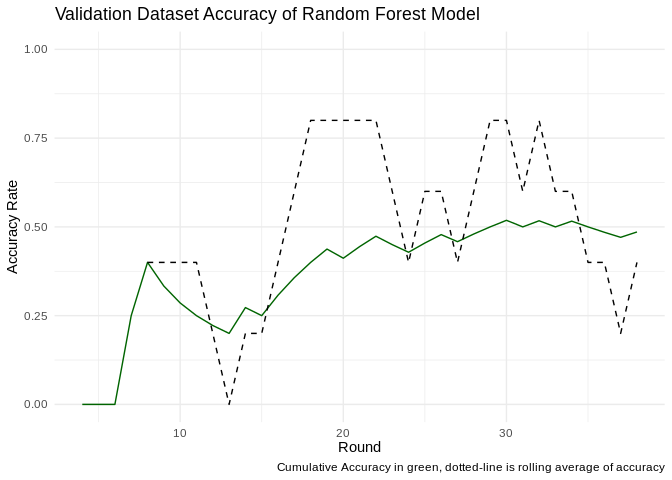 Validation Dataset Accuracy of Random Forest Model
1.00
0.75
0.50
0.25
0.00
Accuracy Rate
10 20 30
Round
Cumulative Accuracy in green, dotted-line is rolling average of accuracy